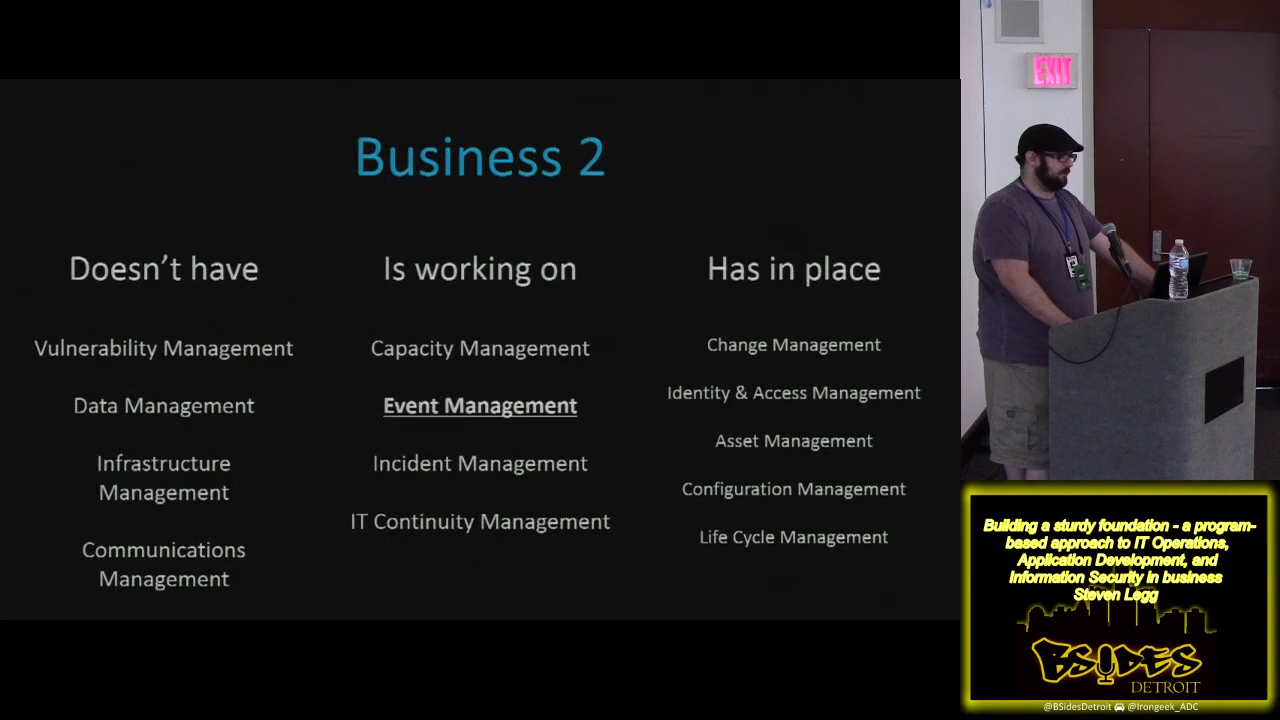 Business 2
Doesn't have
Is working on
Has in place
Vulnerability Management
Data Management
Infrastructure
Management
Communications
Management
Capacity Management
Event Management
Incident Management
IT Continuity Management
Change Management
Identity & Access Management
Asset Management
Configuration Management
Life Cycle Management
EXIT
Building a sturdy foundation - a program-
based approach to IT Operations,
Application Development, and
Information Security in business
Steven Legg
BSIDES
DETROIT
@BSidesDetroit @Irongeek_ADC